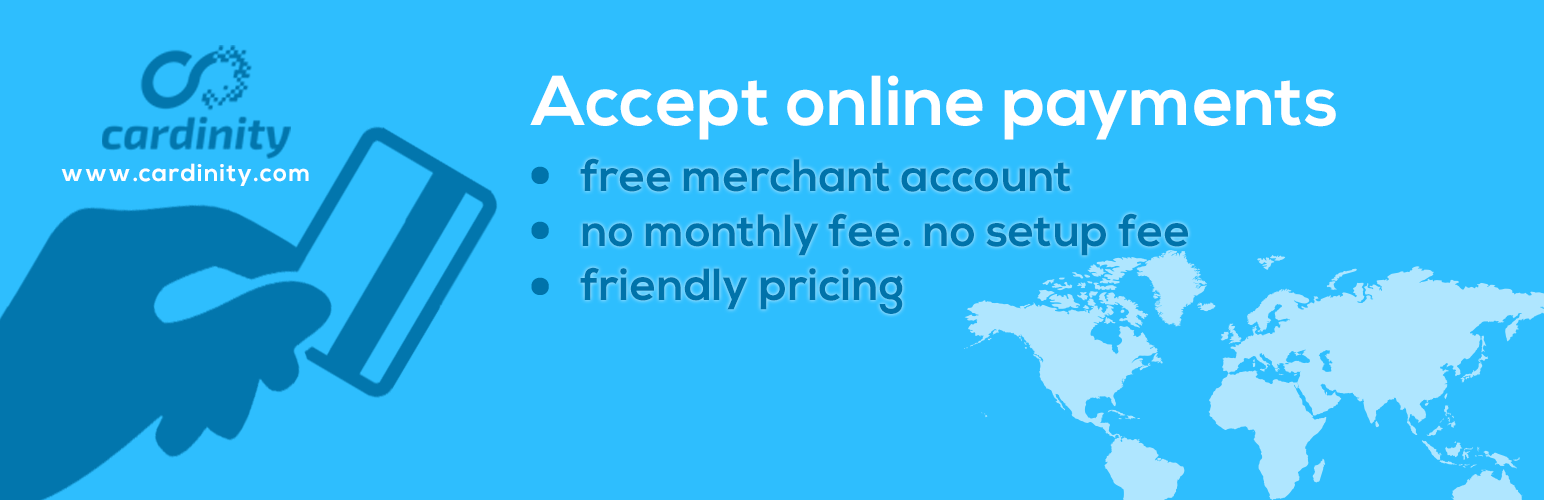 cardinity
www.cardinity.com
Accept online payments
• free merchant account
• no monthly fee. no setup fee
• friendly pricing